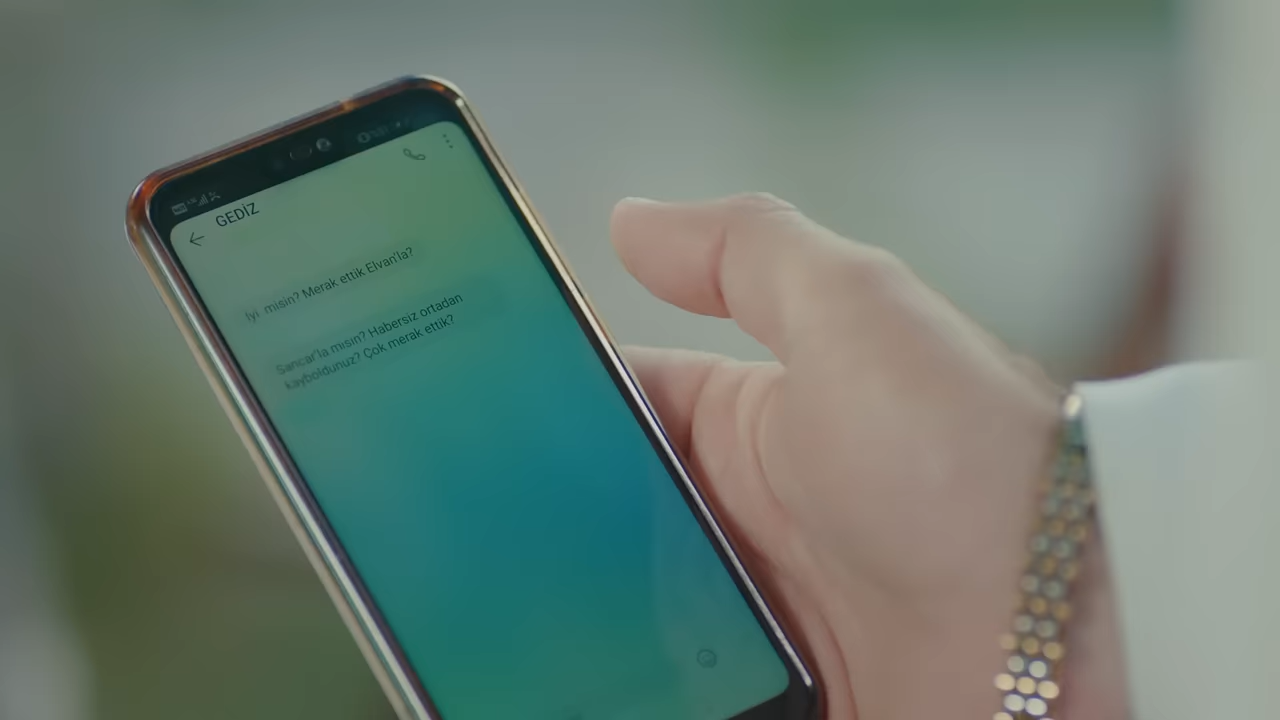 GEDİZ
İyi misin? Merak ettik Elvan'la?
Sancar'la mısın? Habersiz ortadan
kayboldunuz? Çok merak ettik?